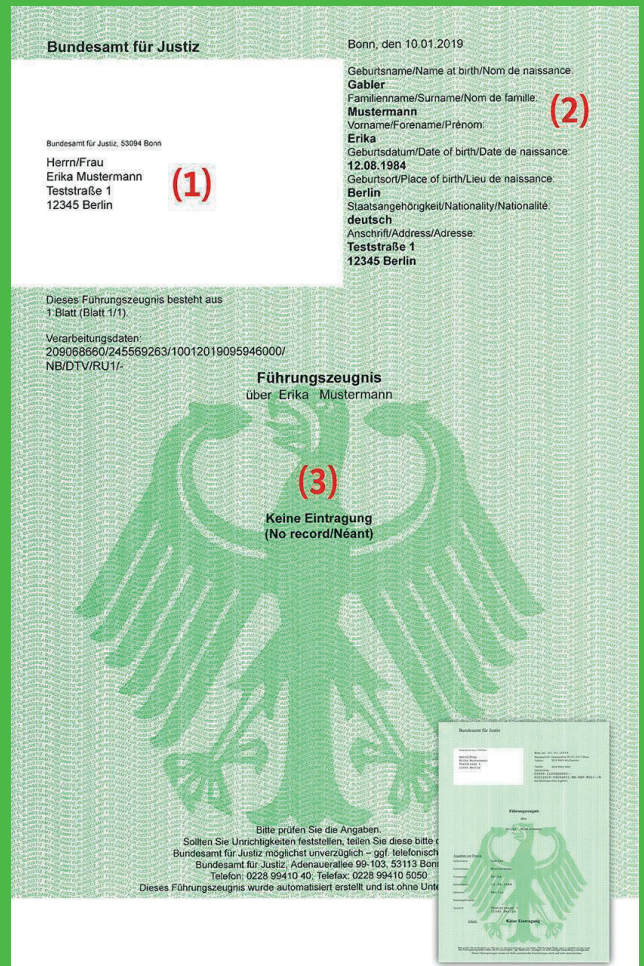 Bundesamt für Justiz
Bundesamt für Justiz, 53094 Bonn
Herrn/Frau
Erika Mustermann
Teststraße 1
12345 Berlin
(1)
Bonn, den 10.01.2019
Geburtsname/Name at birth/Nom de naissance:
Gabler
Familienname/Surname/Nom de famille:
Mustermann
(2)
Vorname/Forename/Prénom:
Erika
Geburtsdatum/Date of birth/Date de naissance:
12.08.1984
Geburtsort/Place of birth/Lieu de naissance:
Berlin
Staatsangehörigkeit/Nationality/Nationalité:
deutsch
Anschrift/Address/Adresse:
Teststraße 1
12345 Berlin
Dieses Führungszeugnis besteht aus
1 Blatt (Blatt 1/1).
Verarbeitungsdaten:
209068660/245569263/10012019095946000/
NB/DTV/RU1/-
Führungszeugnis
über Erika Mustermann
(3)
Keine Eintragung
(No record/Néant)
Bitte prüfen Sie die Angaben.
Sollten Sie Unrichtigkeiten feststellen, teilen Sie diese bitte
Bundesamt für Justiz möglichst unverzüglich – ggf. telefonisch
Bundesamt für Justiz, Adenauerallee 99-103, 53113 Bonn
Telefon: 0228 99410 40, Telefax: 0228 99410 5050
Dieses Führungszeugnis wurde automatisiert erstellt und ist ohne
Bundesamt für Justiz
Führungszeugnis
über
Keine Eintragung